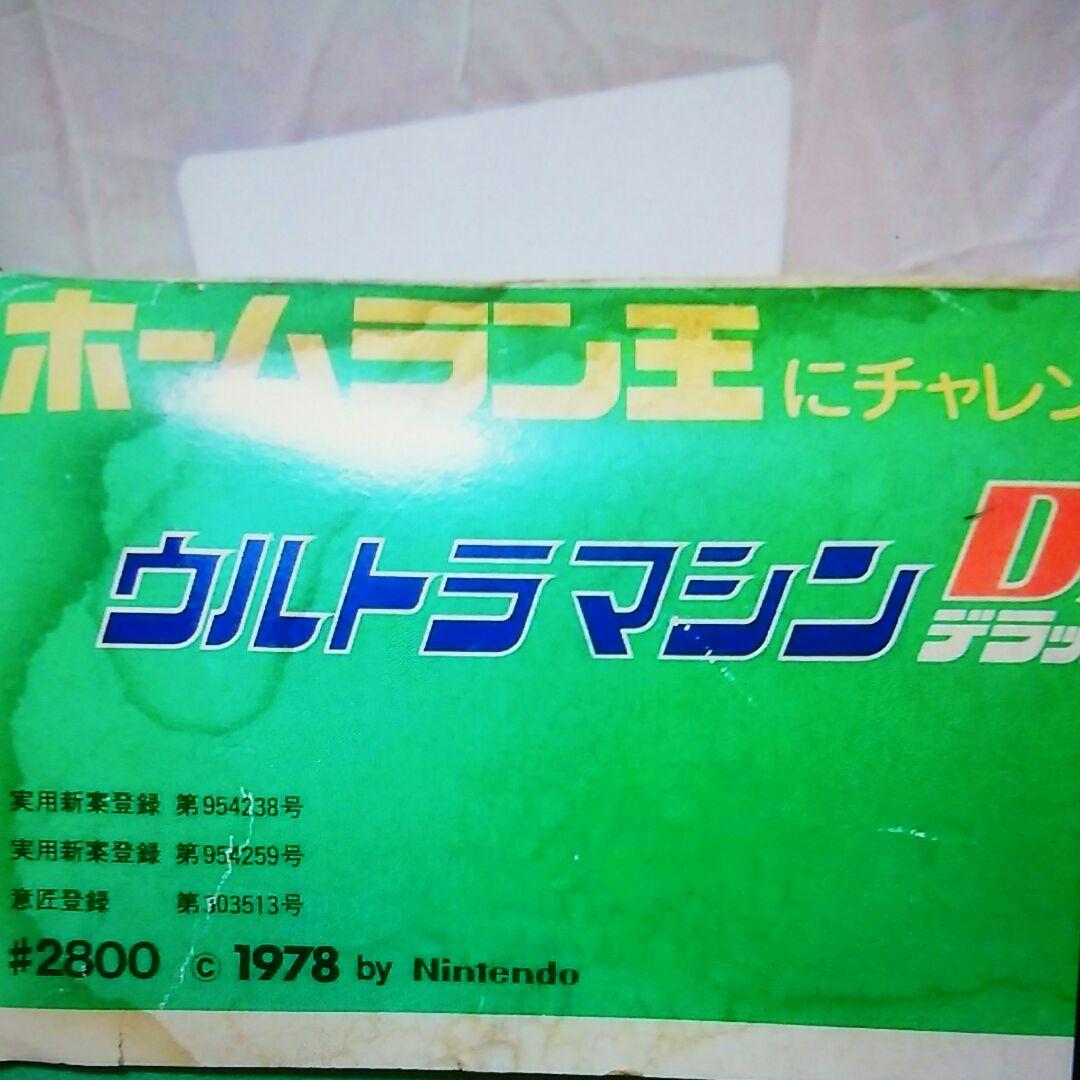 ホームラン王にチャレン
ウルトラマシン D
デラッ
実用新案登録 第954238号
実用新案登録 第954259号
意匠登録 第303513号
#2800 © 1978 by Nintendo